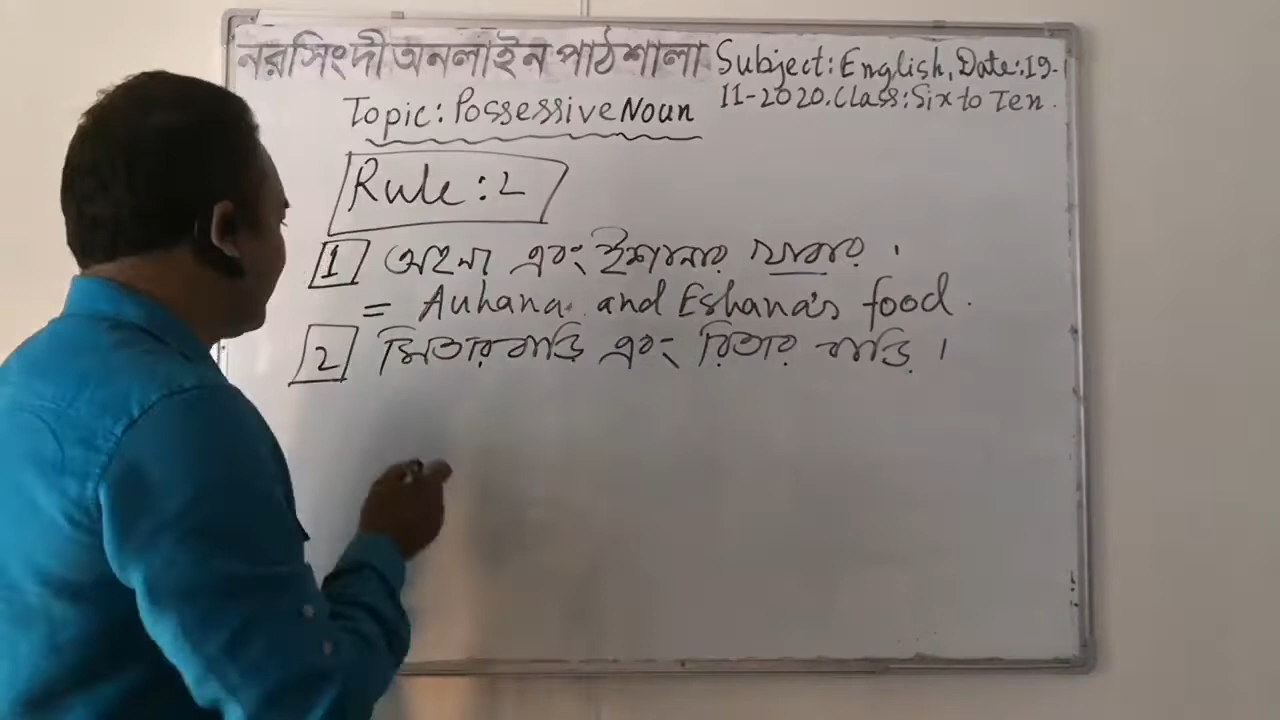 নরসিংদী অনলাইন পাঠশালা Subject: English, Date: 19-
11-2020. Class: Six to Ten.
Topic: Possessive Noun
Rule: 2
1 অহনা এবং ইশানার খাবার ।
= Auhana and Eshana's food.
2 মিতার বাড়ি এবং রিতার বাড়ি ।